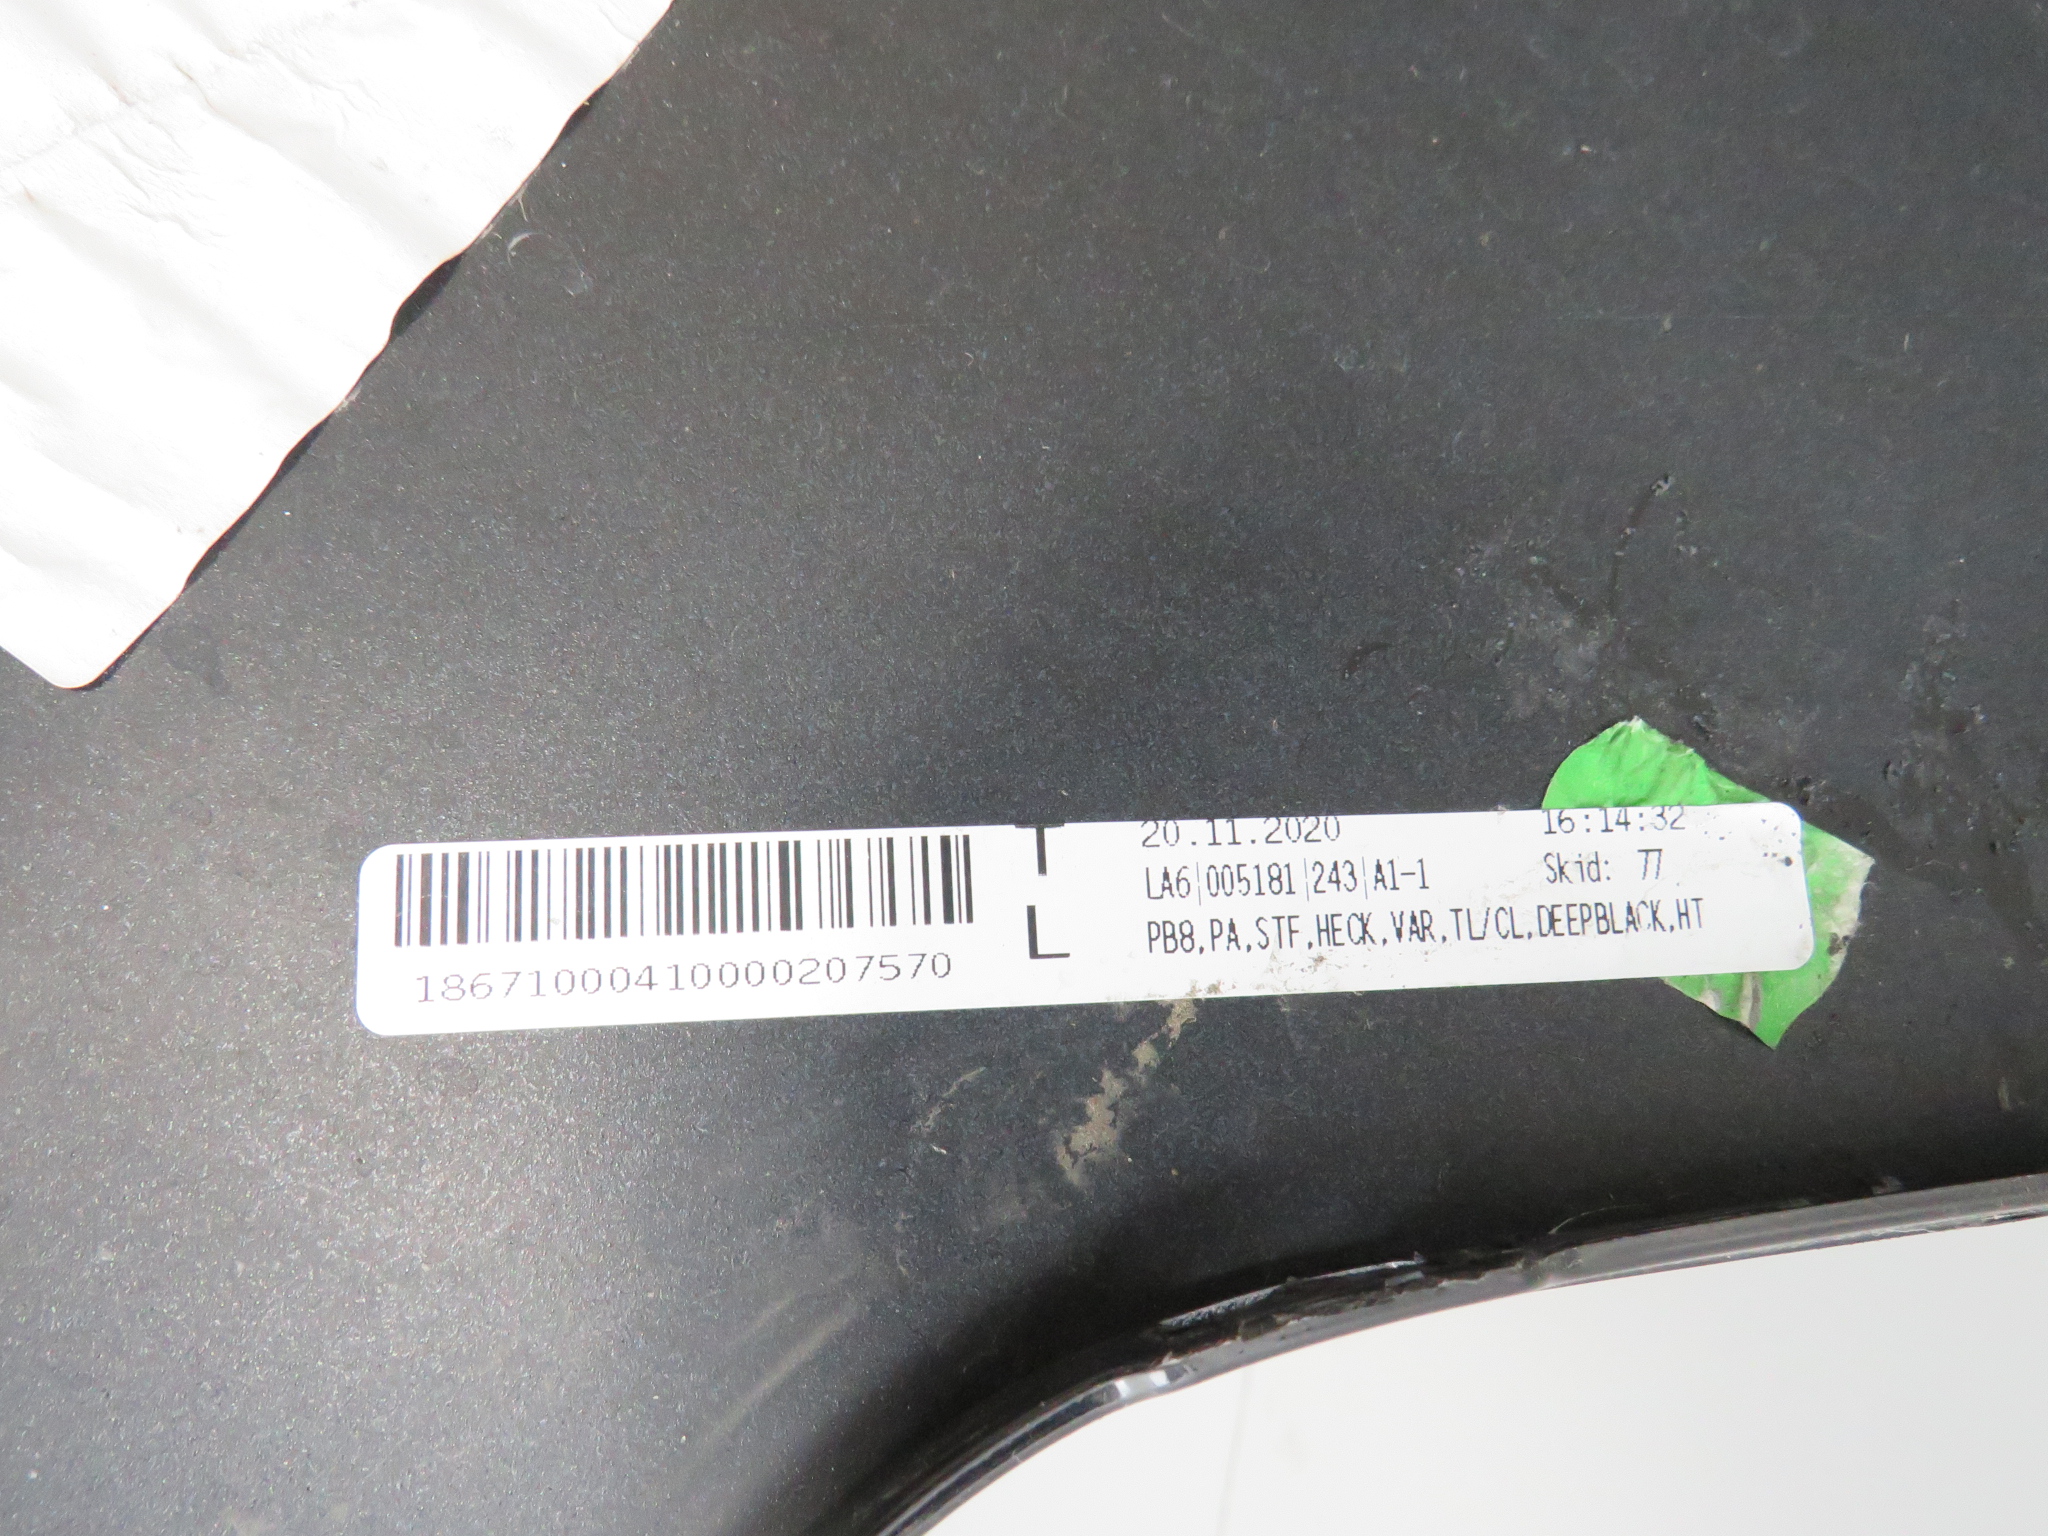 18671000410000207570
T
L
20.11.2020 16:14:32
LA6|005181|243|A1-1 Skid: 77
PB8,PA,STF,HECK,VAR,TL/CL,DEEPBLACK,HT